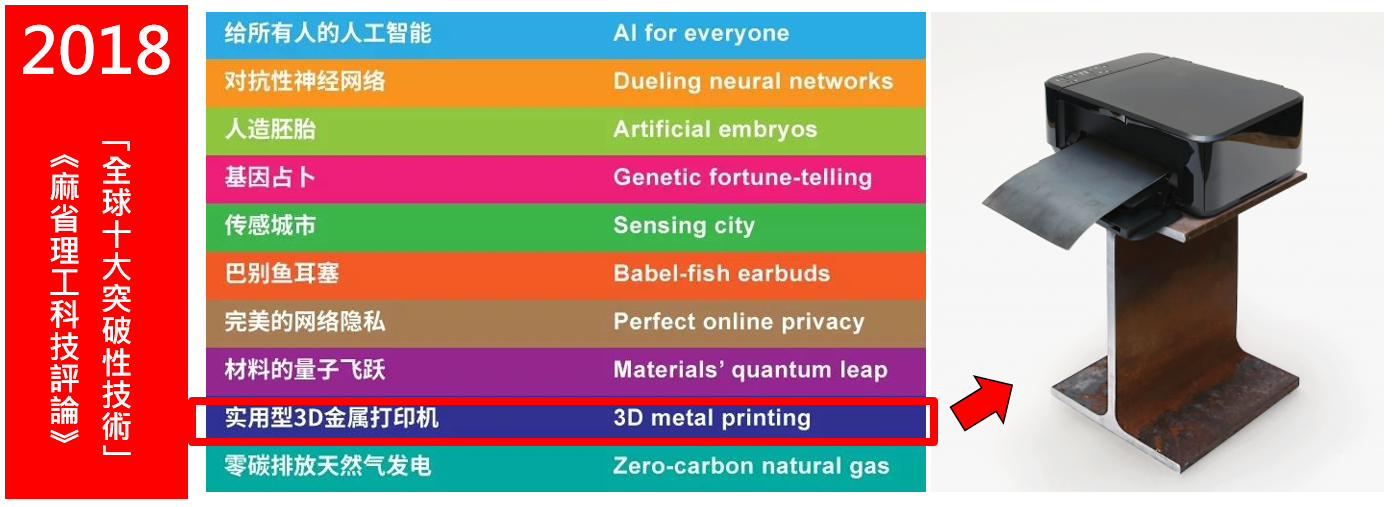 2018
「全球十大突破性技術」
《麻省理工科技評論》
给所有人的人工智能 AI for everyone
对抗性神经网络 Dueling neural networks
人造胚胎 Artificial embryos
基因占卜 Genetic fortune-telling
传感城市 Sensing city
巴别鱼耳塞 Babel-fish earbuds
完美的网络隐私 Perfect online privacy
材料的量子飞跃 Materials’ quantum leap
实用型3D金属打印机 3D metal printing
零碳排放天然气发电 Zero-carbon natural gas